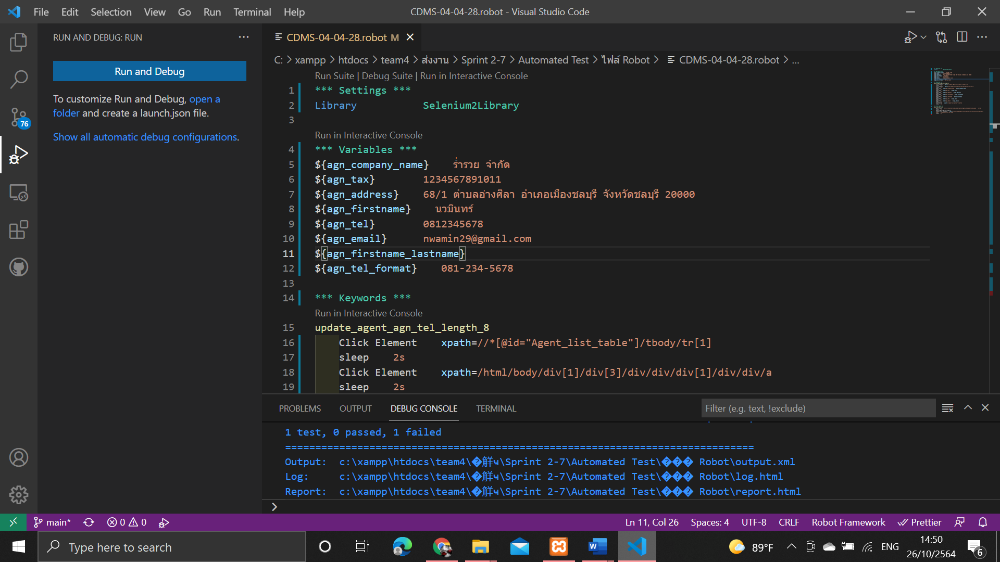 File Edit Selection View Go Run Terminal Help
CDMS-04-04-28.robot - Visual Studio Code
RUN AND DEBUG: RUN
Run and Debug
To customize Run and Debug, open a
folder and create a launch.json file.
Show all automatic debug configurations.
76
CDMS-04-04-28.robot M
C: > xampp > htdocs > team4 > ส่งงาน > Sprint 2-7 > Automated Test > ไฟล์ Robot > CDMS-04-04-28.robot > ...
Run Suite | Debug Suite | Run in Interactive Console
1 *** Settings ***
2 Library Selenium2Library
3
Run in Interactive Console
4 *** Variables ***
5 ${agn_company_name} ร่ำรวย จำกัด
6 ${agn_tax} 1234567891011
7 ${agn_address} 68/1 ตำบลอ่างศิลา อำเภอเมืองชลบุรี จังหวัดชลบุรี 20000
8 ${agn_firstname} นวมินทร์
9 ${agn_tel} 0812345678
10 ${agn_email} nwamin29@gmail.com
11 ${agn_firstname_lastname}
12 ${agn_tel_format} 081-234-5678
13
14 *** Keywords ***
Run in Interactive Console
15 update_agent_agn_tel_length_8
16 Click Element xpath=//*[@id="Agent_list_table"]/tbody/tr[1]
17 sleep 2s
18 Click Element xpath=/html/body/div[1]/div[3]/div/div/div[1]/div/div/a
19 sleep 2s
PROBLEMS OUTPUT DEBUG CONSOLE TERMINAL
Filter (e.g. text, !exclude)
1 test, 0 passed, 1 failed
==============================================================================
Output: c:\xampp\htdocs\team4\�觧ҹ\Sprint 2-7\Automated Test\��� Robot\output.xml
Log: c:\xampp\htdocs\team4\�觧ҹ\Sprint 2-7\Automated Test\��� Robot\log.html
Report: c:\xampp\htdocs\team4\�觧ҹ\Sprint 2-7\Automated Test\��� Robot\report.html
main* 0 0
Ln 11, Col 26 Spaces: 4 UTF-8 CRLF Robot Framework Prettier
Type here to search
89°F ENG
14:50
26/10/2564
6